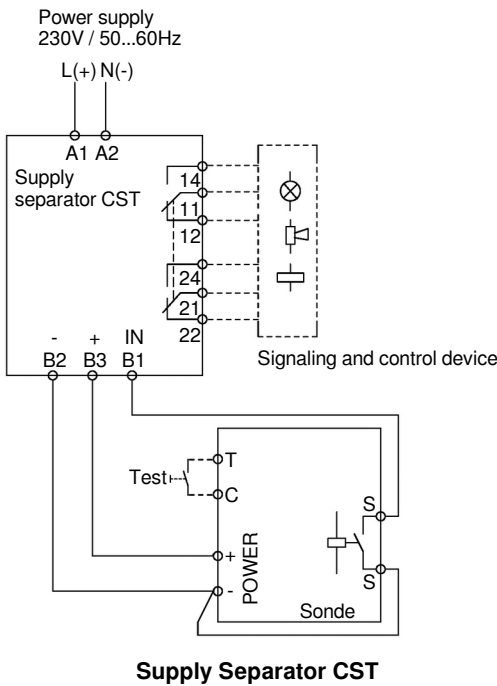 Power supply
230V / 50...60Hz
L(+) N(-)
A1 A2
Supply
separator CST
14
11
12
24
21
22
- + IN
B2 B3 B1
Signaling and control device
Test
T
C
S
+
POWER
-
S
Sonde
Supply Separator CST